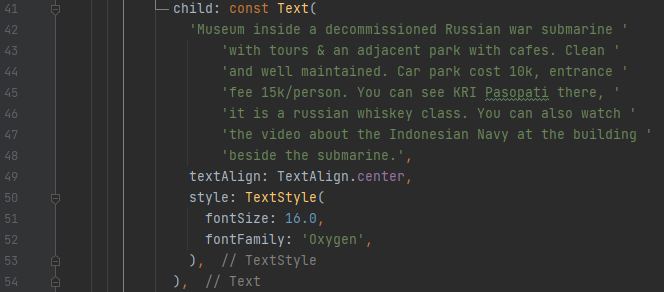 41 child: const Text(
42 'Museum inside a decommissioned Russian war submarine '
43 'with tours & an adjacent park with cafes. Clean '
44 'and well maintained. Car park cost 10k, entrance '
45 'fee 15k/person. You can see KRI Pasopati there, '
46 'it is a russian whiskey class. You can also watch '
47 'the video about the Indonesian Navy at the building '
48 'beside the submarine.',
49 textAlign: TextAlign.center,
50 style: TextStyle(
51 fontSize: 16.0,
52 fontFamily: 'Oxygen',
53 ), // TextStyle
54 ), // Text